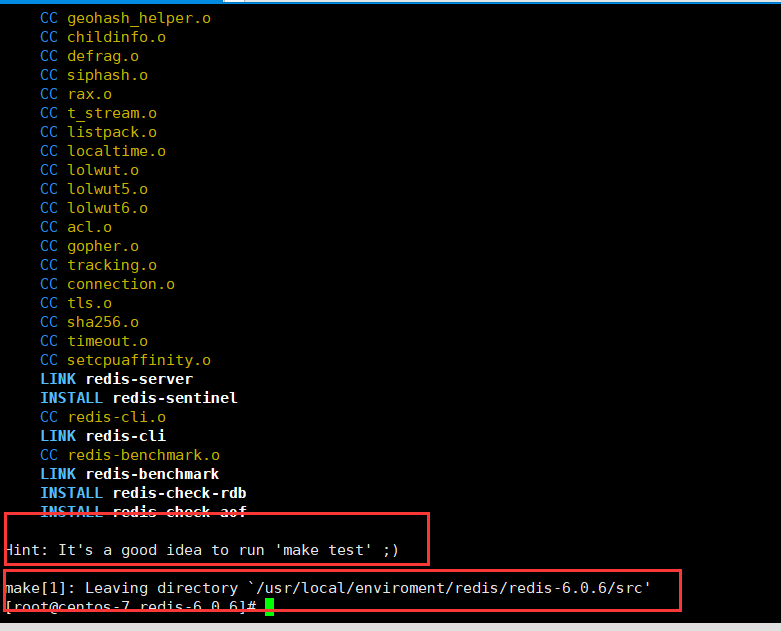 CC geohash_helper.o
CC childinfo.o
CC defrag.o
CC siphash.o
CC rax.o
CC t_stream.o
CC listpack.o
CC localtime.o
CC lolwut.o
CC lolwut5.o
CC lolwut6.o
CC acl.o
CC gopher.o
CC tracking.o
CC connection.o
CC tls.o
CC sha256.o
CC timeout.o
CC setcpuaffinity.o
LINK redis-server
INSTALL redis-sentinel
CC redis-cli.o
LINK redis-cli
CC redis-benchmark.o
LINK redis-benchmark
INSTALL redis-check-rdb
INSTALL redis-check-aof
Hint: It's a good idea to run 'make test' ;)
make[1]: Leaving directory `/usr/local/enviroment/redis/redis-6.0.6/src'
[root@centos-7 redis-6.0.6]#